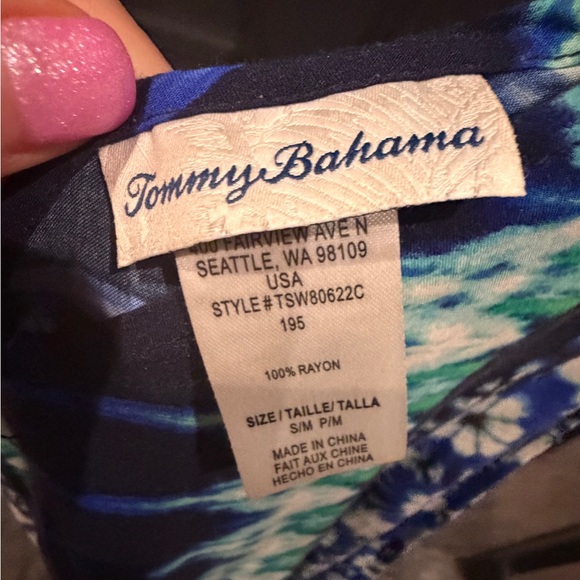 Tommy Bahama
400 FAIRVIEW AVE N
SEATTLE, WA 98109
USA
STYLE#TSW80622C
195
100% RAYON
SIZE/TAILLE/TALLA
S/M P/M
MADE IN CHINA
FAIT AUX CHINE
HECHO EN CHINA